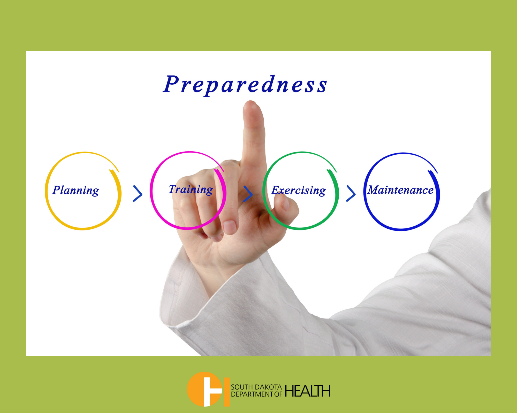 Preparedness
Planning > Training > Exercising > Maintenance
SOUTH DAKOTA
DEPARTMENT OF HEALTH